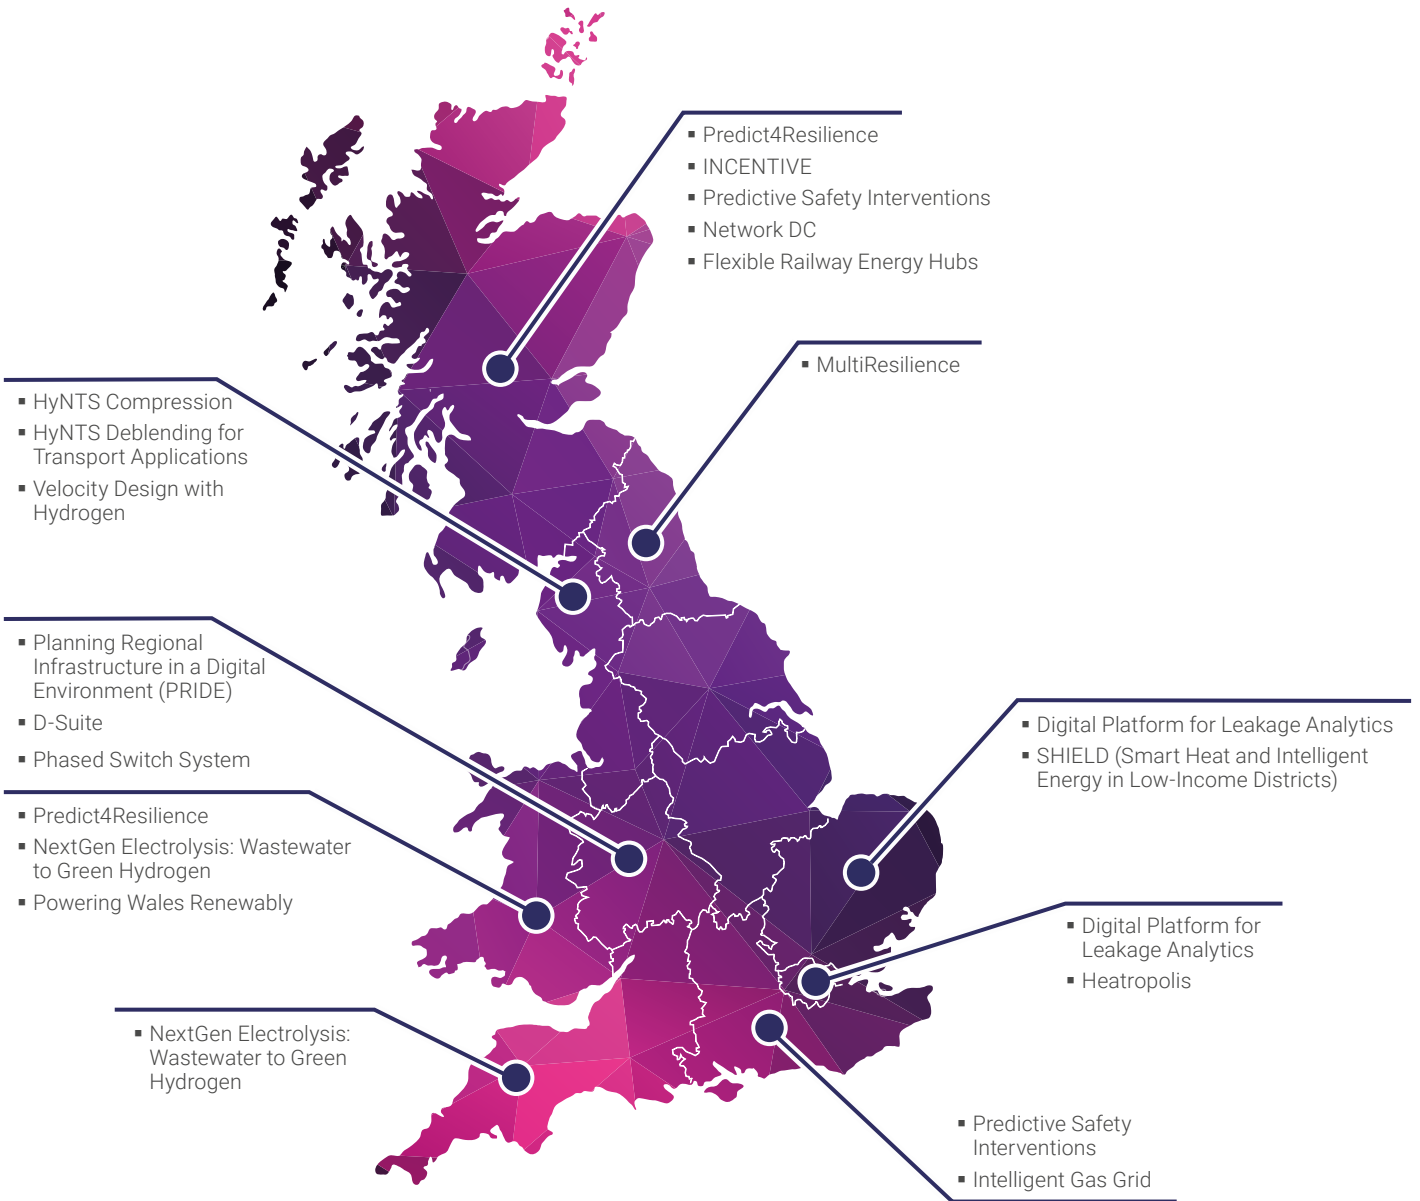 ▪ Predict4Resilience
▪ INCENTIVE
▪ Predictive Safety Interventions
▪ Network DC
▪ Flexible Railway Energy Hubs
▪ MultiResilience
▪ HyNTS Compression
▪ HyNTS Deblending for
Transport Applications
▪ Velocity Design with
Hydrogen
▪ Planning Regional
Infrastructure in a Digital
Environment (PRIDE)
▪ D-Suite
▪ Phased Switch System
▪ Digital Platform for Leakage Analytics
▪ SHIELD (Smart Heat and Intelligent
Energy in Low-Income Districts)
▪ Predict4Resilience
▪ NextGen Electrolysis: Wastewater
to Green Hydrogen
▪ Powering Wales Renewably
▪ Digital Platform for
Leakage Analytics
▪ Heatropolis
▪ NextGen Electrolysis:
Wastewater to Green
Hydrogen
▪ Predictive Safety
Interventions
▪ Intelligent Gas Grid